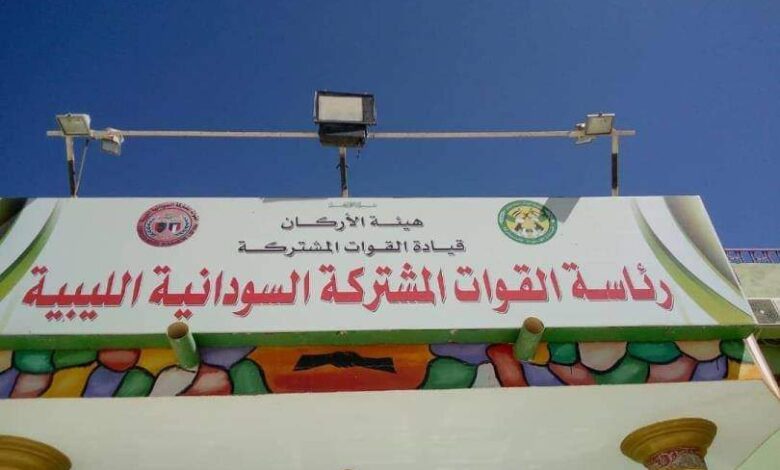 هيئة الأركان
قيادة القوات المشتركة
رئاسة القوات المشتركة السودانية الليبية